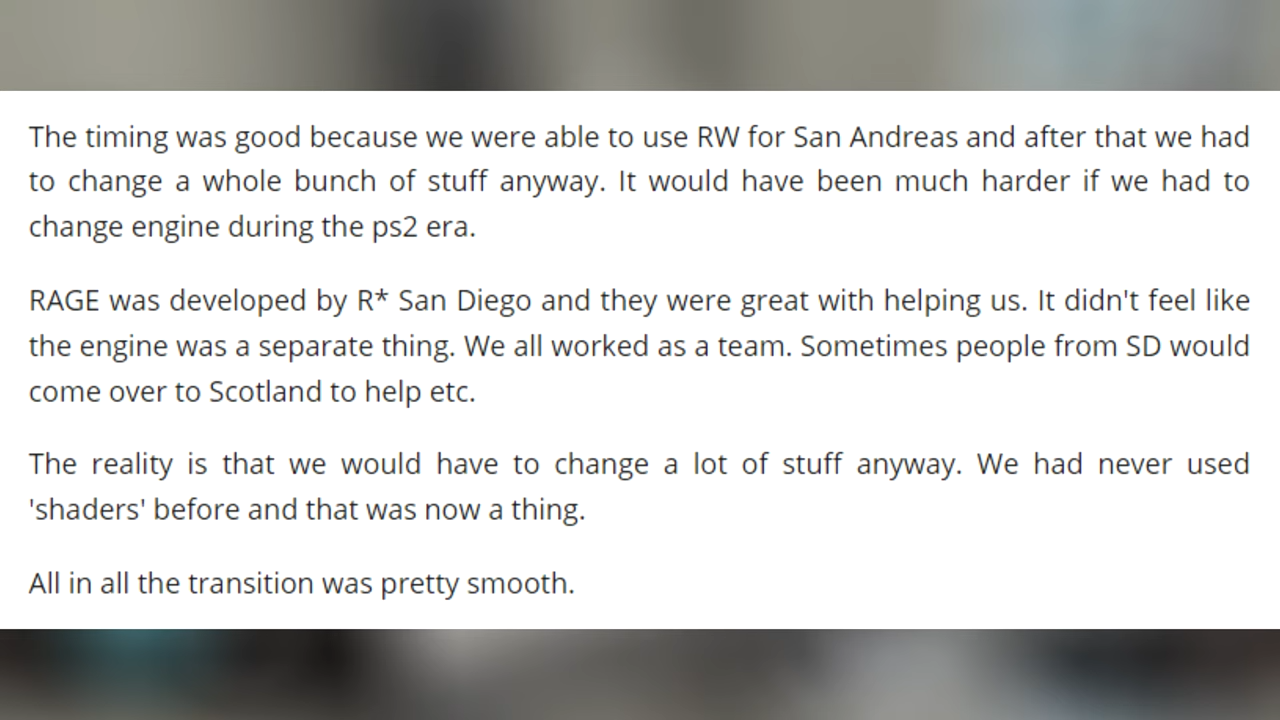 The timing was good because we were able to use RW for San Andreas and after that we had
to change a whole bunch of stuff anyway. It would have been much harder if we had to
change engine during the ps2 era.
RAGE was developed by R* San Diego and they were great with helping us. It didn't feel like
the engine was a separate thing. We all worked as a team. Sometimes people from SD would
come over to Scotland to help etc.
The reality is that we would have to change a lot of stuff anyway. We had never used
'shaders' before and that was now a thing.
All in all the transition was pretty smooth.